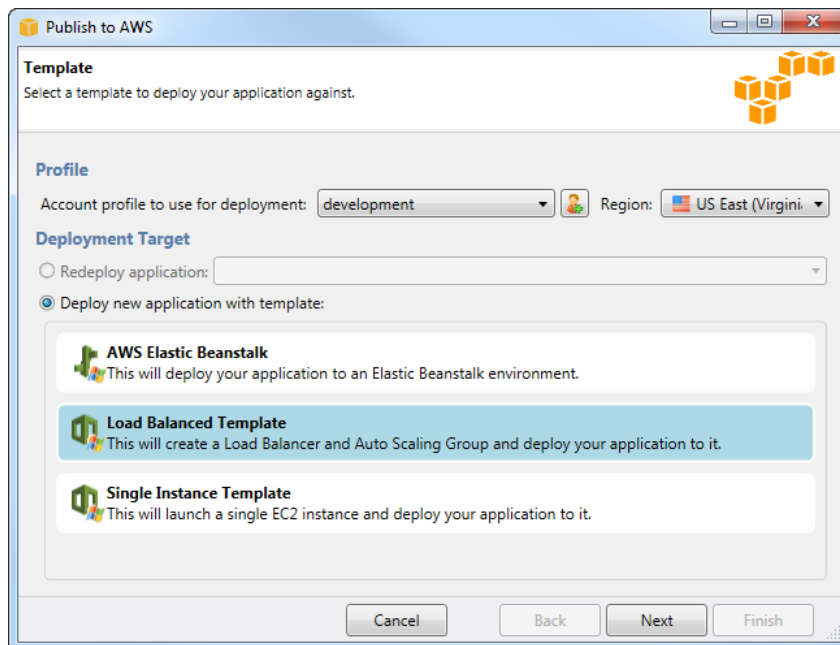 Publish to AWS
Template
Select a template to deploy your application against.
Profile
Account profile to use for deployment: development Region: US East (Virgini
Deployment Target
Redeploy application:
Deploy new application with template:
AWS Elastic Beanstalk
This will deploy your application to an Elastic Beanstalk environment.
Load Balanced Template
This will create a Load Balancer and Auto Scaling Group and deploy your application to it.
Single Instance Template
This will launch a single EC2 instance and deploy your application to it.
Cancel Back Next Finish